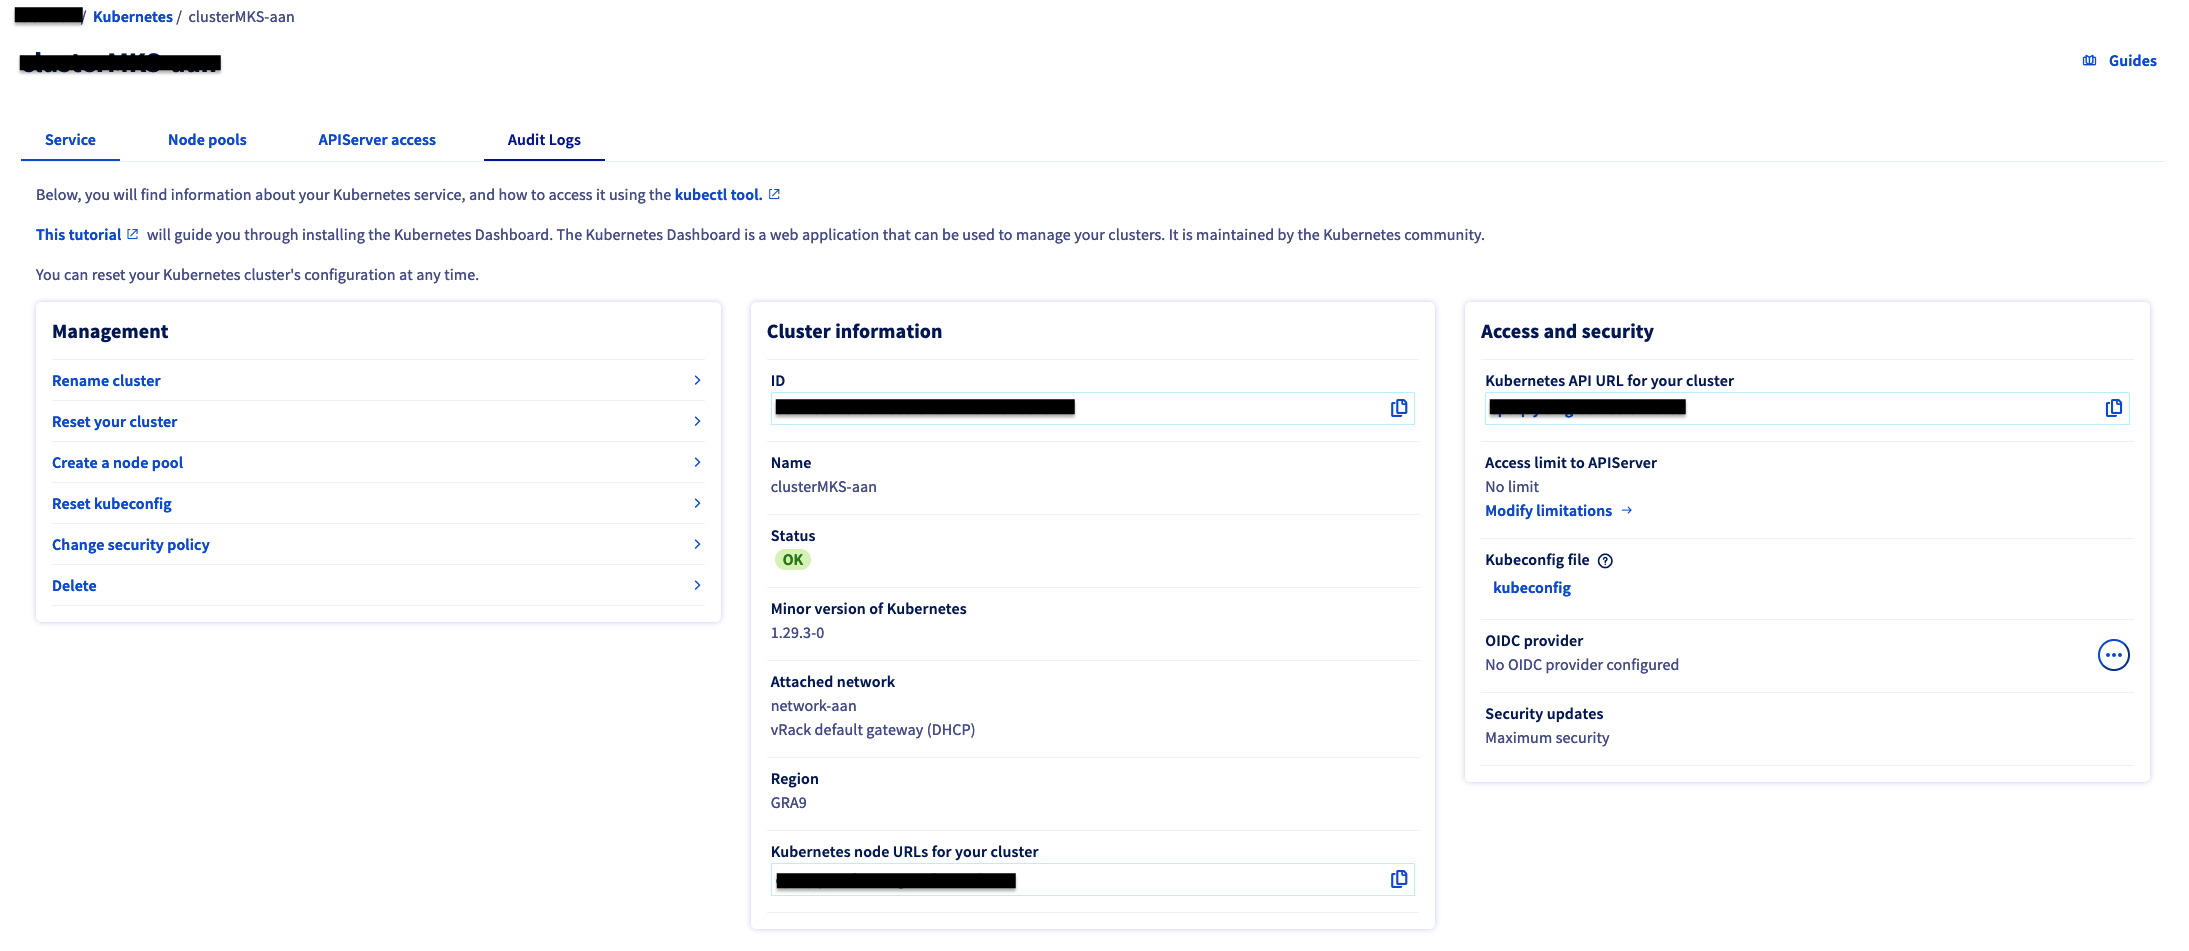 / Kubernetes / clusterMKS-aan
Guides
Service Node pools APIServer access Audit Logs
Below, you will find information about your Kubernetes service, and how to access it using the kubectl tool.
This tutorial will guide you through installing the Kubernetes Dashboard. The Kubernetes Dashboard is a web application that can be used to manage your clusters. It is maintained by the Kubernetes community.
You can reset your Kubernetes cluster's configuration at any time.
Management
Rename cluster
Reset your cluster
Create a node pool
Reset kubeconfig
Change security policy
Delete
Cluster information
ID
Name
clusterMKS-aan
Status
OK
Minor version of Kubernetes
1.29.3-0
Attached network
network-aan
vRack default gateway (DHCP)
Region
GRA9
Kubernetes node URLs for your cluster
Access and security
Kubernetes API URL for your cluster
Access limit to APIServer
No limit
Modify limitations →
Kubeconfig file ?
kubeconfig
OIDC provider
No OIDC provider configured
Security updates
Maximum security